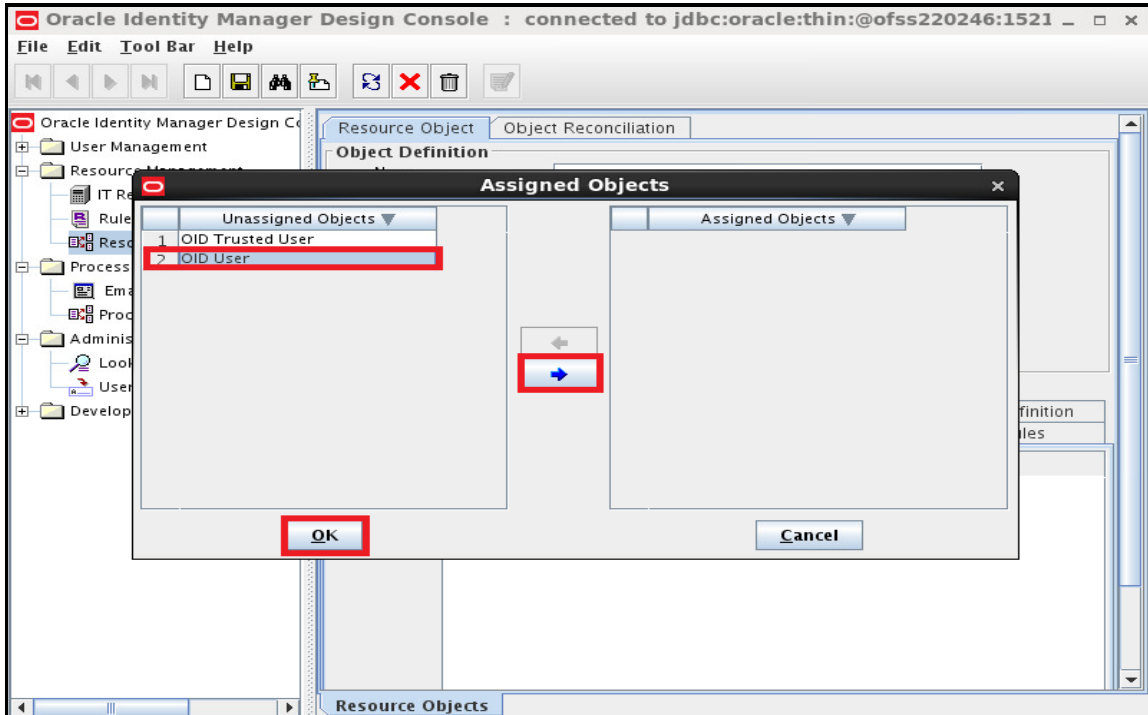 Oracle Identity Manager Design Console : connected to jdbc:oracle:thin:@ofss220246:1521
File Edit Tool Bar Help
Oracle Identity Manager Design Co
User Management
Resource Management
IT Re
Rule
Reso
Process
Ema
Proc
Adminis
Look
User
Develop
Resource Object
Object Reconciliation
Object Definition
Assigned Objects
Unassigned Objects
1 OID Trusted User
2 OID User
Assigned Objects
OK
Cancel
finition
ules
Resource Objects